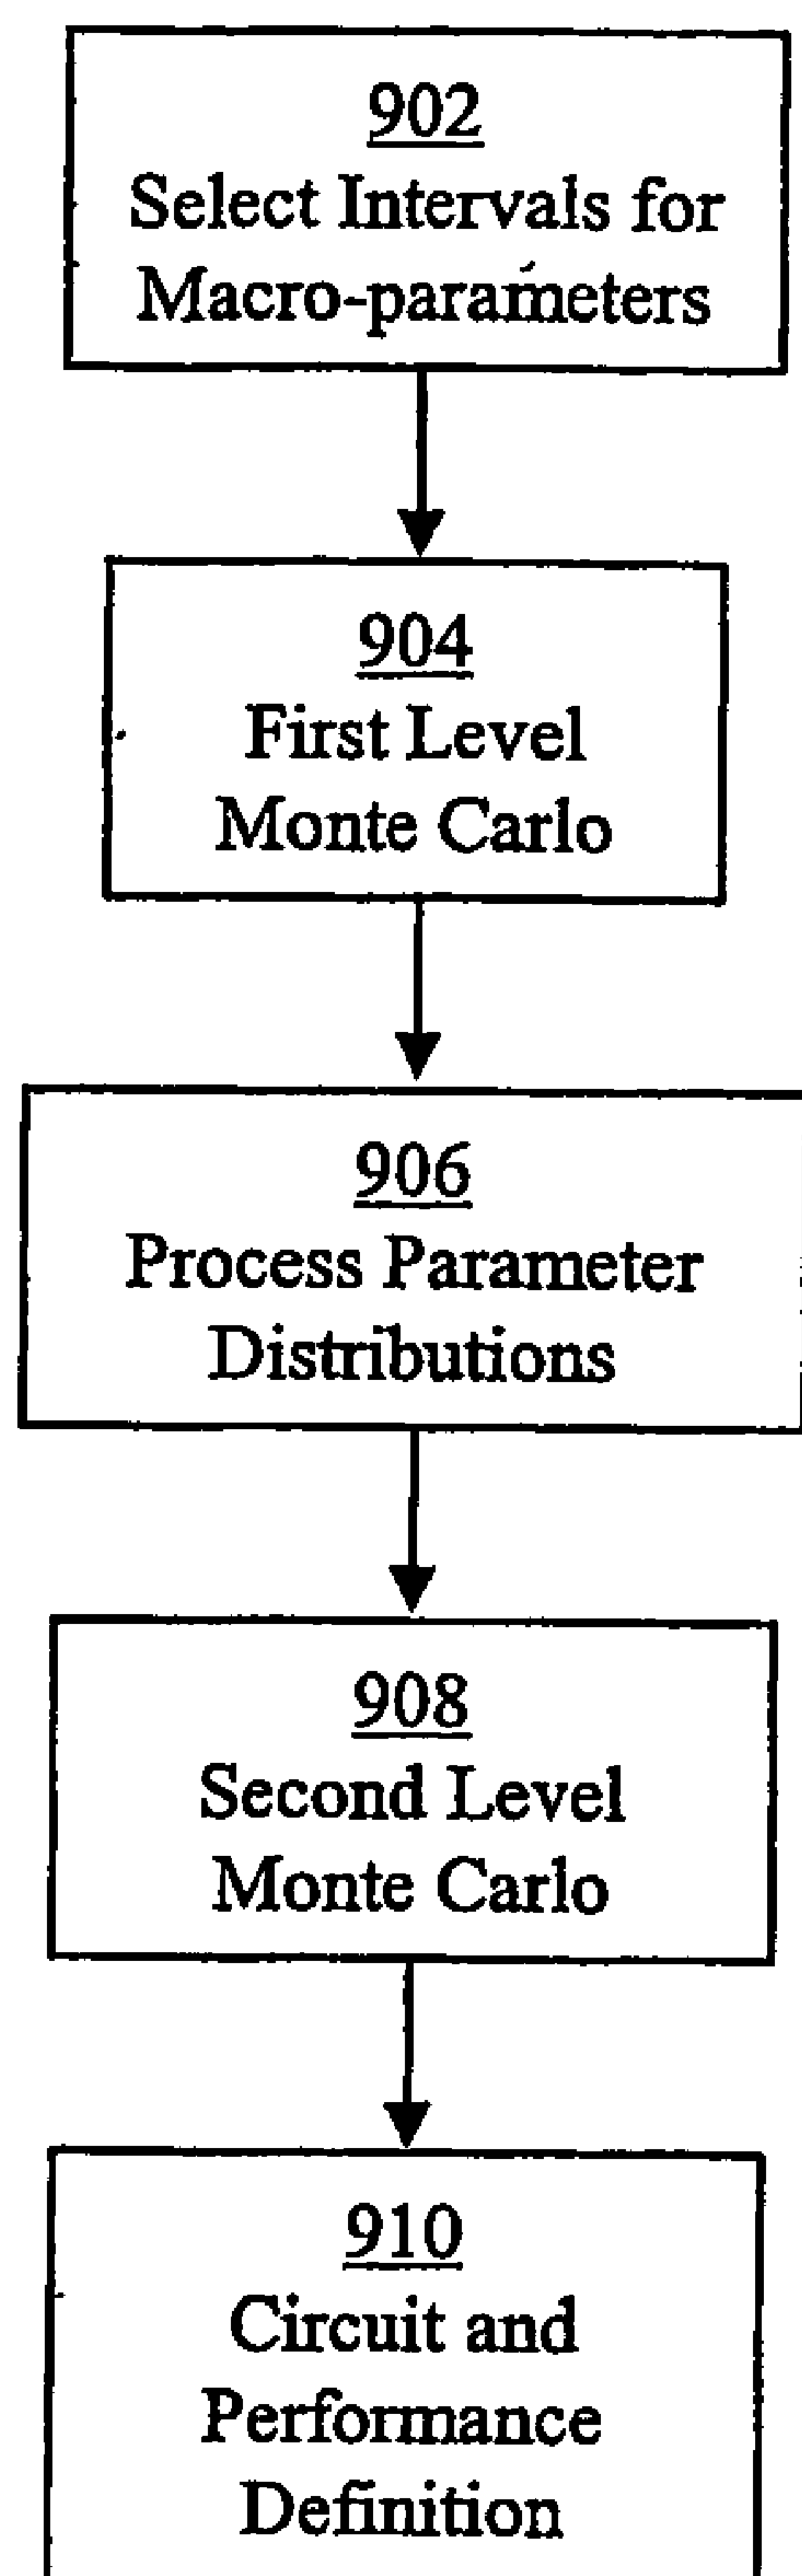 902
Select Intervals for
Macro-parameters
904
First Level
Monte Carlo
906
Process Parameter
Distributions
908
Second Level
Monte Carlo
910
Circuit and
Performance
Definition